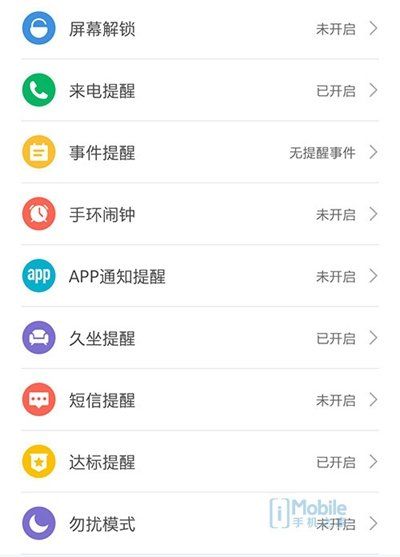 屏幕解锁 未开启
来电提醒 已开启
事件提醒 无提醒事件
手环闹钟 未开启
app APP通知提醒 未开启
久坐提醒 已开启
短信提醒 未开启
达标提醒 已开启
勿扰模式 未开启
iMobile
手机之家